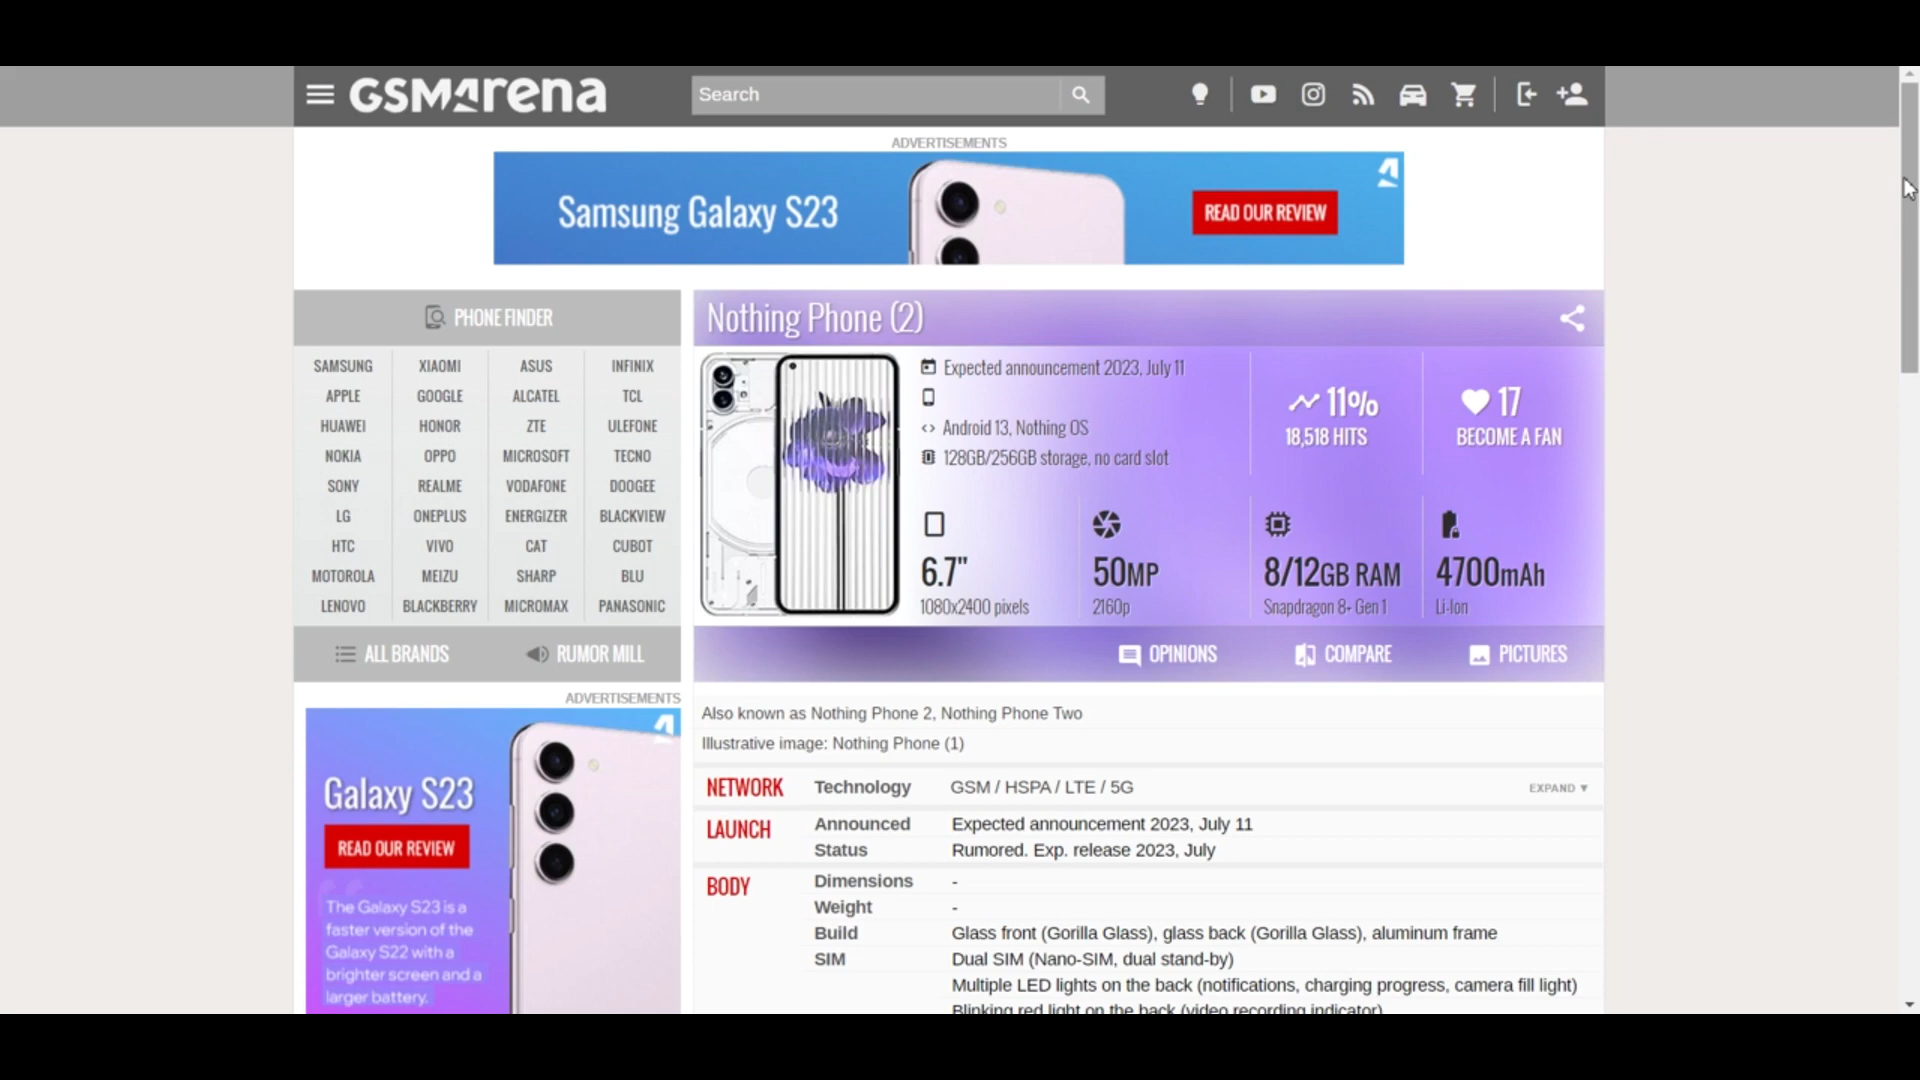 GSMArena
Search
ADVERTISEMENTS
Samsung Galaxy S23
READ OUR REVIEW
PHONE FINDER
SAMSUNG XIAOMI ASUS INFINIX
APPLE GOOGLE ALCATEL TCL
HUAWEI HONOR ZTE ULEFONE
NOKIA OPPO MICROSOFT TECNO
SONY REALME VODAFONE DOOGEE
LG ONEPLUS ENERGIZER BLACKVIEW
HTC VIVO CAT CUBOT
MOTOROLA MEIZU SHARP BLU
LENOVO BLACKBERRY MICROMAX PANASONIC
ALL BRANDS RUMOR MILL
ADVERTISEMENTS
Galaxy S23
READ OUR REVIEW
The Galaxy S23 is a
faster version of the
Galaxy S22 with a
brighter screen and a
larger battery.
Nothing Phone (2)
Expected announcement 2023, July 11
Android 13, Nothing OS
128GB/256GB storage, no card slot
11%
18,518 HITS
17
BECOME A FAN
6.7"
1080x2400 pixels
50MP
2160p
8/12GB RAM
Snapdragon 8+ Gen 1
4700mAh
Li-Ion
OPINIONS COMPARE PICTURES
Also known as Nothing Phone 2, Nothing Phone Two
Illustrative image: Nothing Phone (1)
NETWORK Technology GSM / HSPA / LTE / 5G EXPAND ▼
LAUNCH Announced Expected announcement 2023, July 11
Status Rumored. Exp. release 2023, July
BODY Dimensions -
Weight -
Build Glass front (Gorilla Glass), glass back (Gorilla Glass), aluminum frame
SIM Dual SIM (Nano-SIM, dual stand-by)
Multiple LED lights on the back (notifications, charging progress, camera fill light)
Blinking red light on the back (video recording indicator)